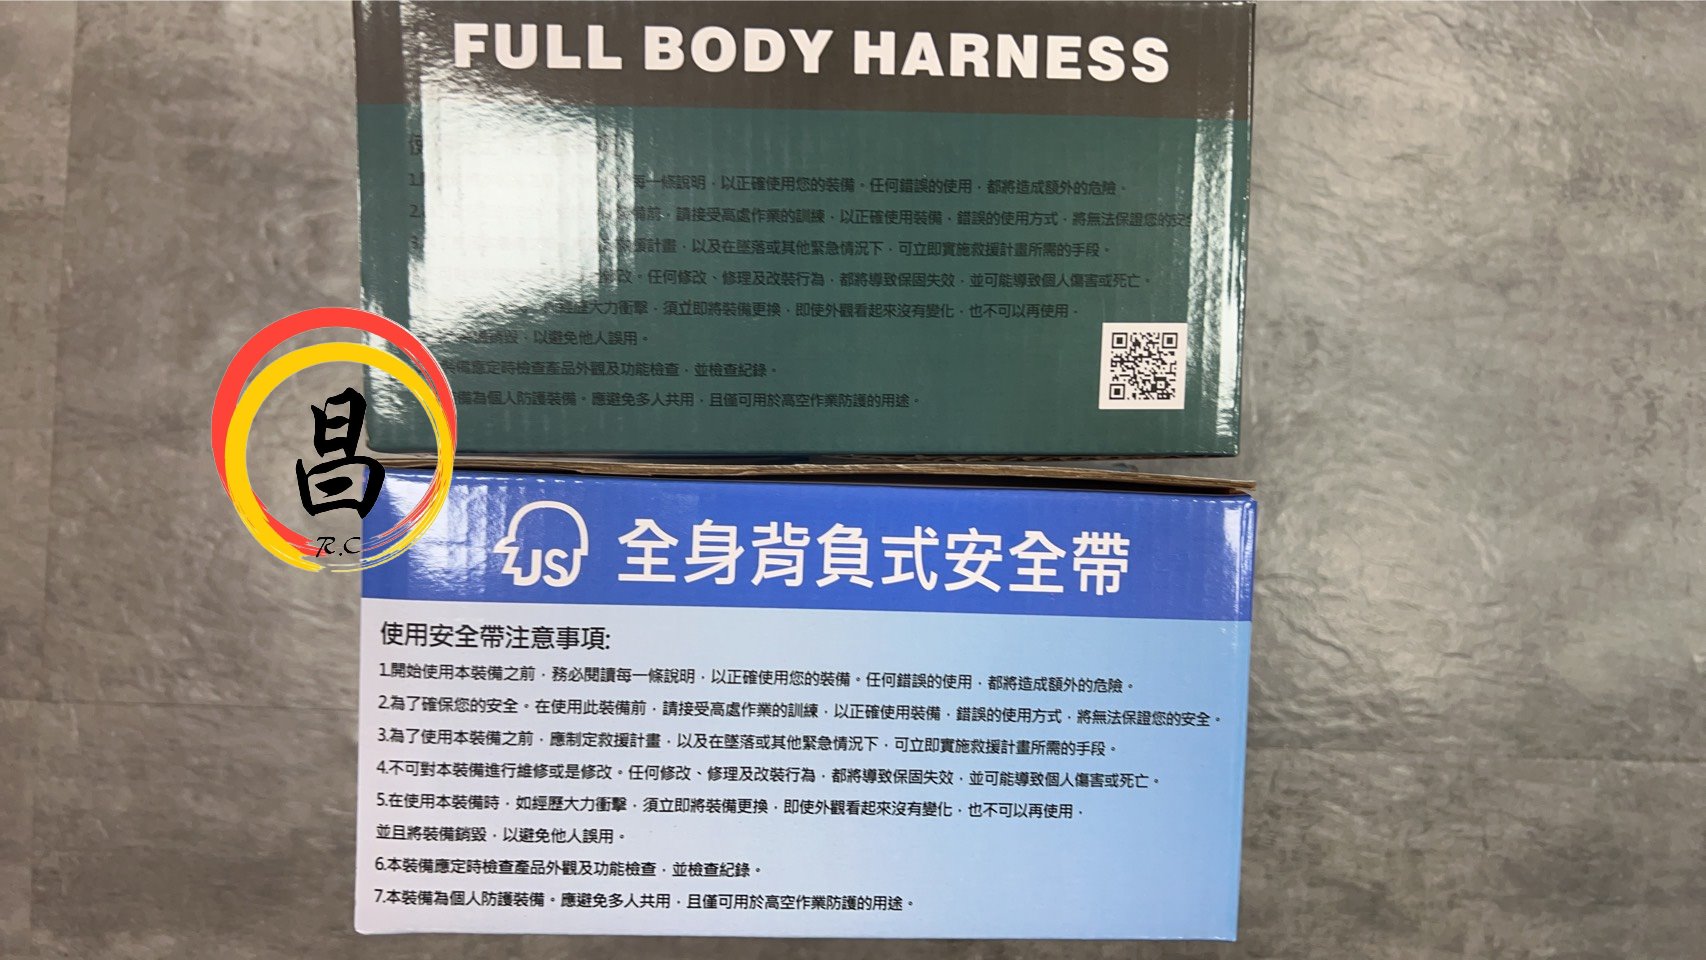 FULL BODY HARNESS
每一條說明，以正確使用您的裝備。任何錯誤的使用，都將造成額外的危險。
備前，請接受高處作業的訓練，以正確使用裝備，錯誤的使用方式，將無法保證您的安全
援計畫，以及在墜落或其他緊急情況下，可立即實施救援計畫所需的手段。
修改。任何修改、修理及改裝行為，都將導致保固失效，並可能導致個人傷害或死亡。
經歷大力衝擊，須立即將裝備更換，即使外觀看起來沒有變化，也不可以再使用，
銷毀，以避免他人誤用。
裝備應定時檢查產品外觀及功能檢查，並檢查紀錄。
備為個人防護裝備。應避免多人共用，且僅可用於高空作業防護的用途。
昌
R.C
JS 全身背負式安全帶
使用安全帶注意事項:
1.開始使用本裝備之前，務必閱讀每一條說明，以正確使用您的裝備。任何錯誤的使用，都將造成額外的危險。
2.為了確保您的安全。在使用此裝備前，請接受高處作業的訓練，以正確使用裝備，錯誤的使用方式，將無法保證您的安全。
3.為了使用本裝備之前，應制定救援計畫，以及在墜落或其他緊急情況下，可立即實施救援計畫所需的手段。
4.不可對本裝備進行維修或是修改。任何修改、修理及改裝行為，都將導致保固失效，並可能導致個人傷害或死亡。
5.在使用本裝備時，如經歷大力衝擊，須立即將裝備更換，即使外觀看起來沒有變化，也不可以再使用，
並且將裝備銷毀，以避免他人誤用。
6.本裝備應定時檢查產品外觀及功能檢查，並檢查紀錄。
7.本裝備為個人防護裝備。應避免多人共用，且僅可用於高空作業防護的用途。